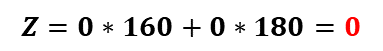 Z = 0 * 160 + 0 * 180 = 0